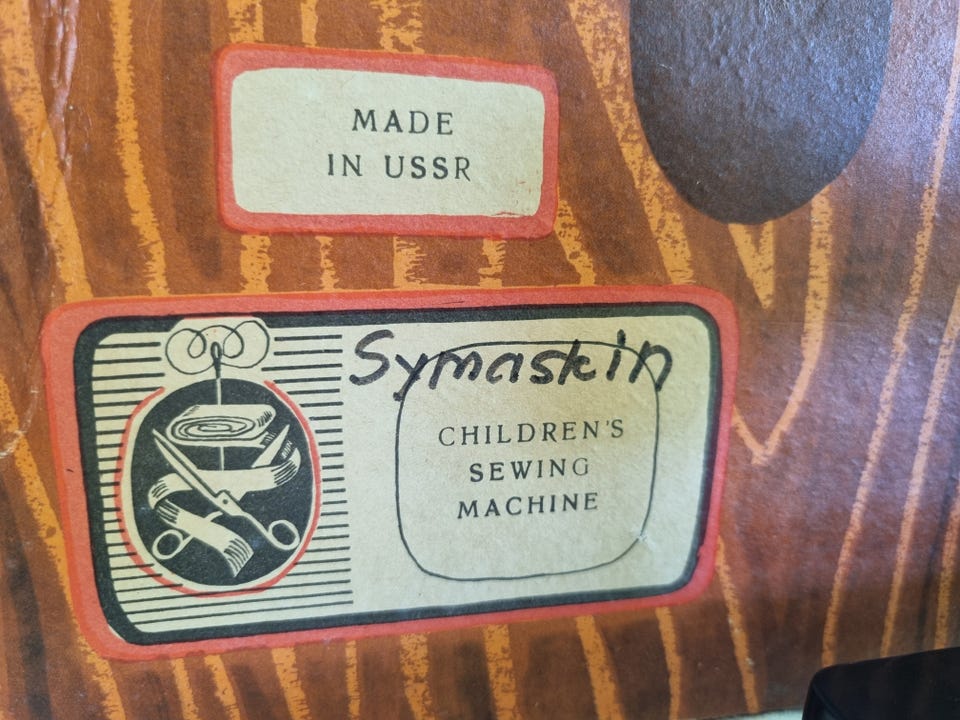 MADE
IN USSR
Symaskin
CHILDREN'S
SEWING
MACHINE